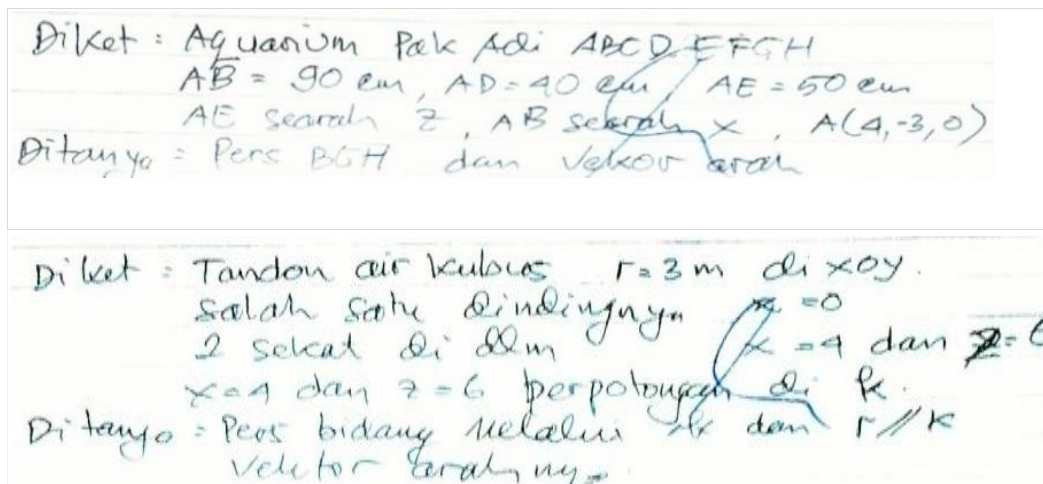 Diket : Aquarium Pak Adi ABCD.EFGH
AB = 90 cm, AD = 40 cm, AE = 50 cm
AE searah z, AB searah x, A(4,-3,0)
Ditanya = Pers BGH dan Vekor arah
Diket : Tandon air kubus r = 3 m di xoy.
Salah satu dindingnya x = 0
2 sekat di dlm x = 4 dan z = 6
x = 4 dan z = 6 perpotongan di k.
Ditanya = Pers bidang melalui dan r//k
Vektor arahnya